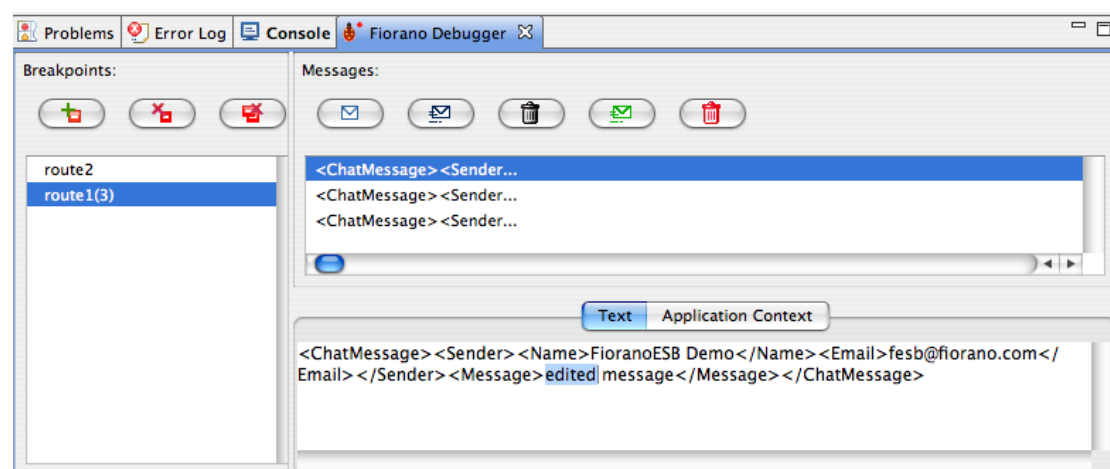 Problems Error Log Console Fiorano Debugger
Breakpoints: Messages:
route2
route1(3)
<ChatMessage><Sender...
<ChatMessage><Sender...
<ChatMessage><Sender...
Text Application Context
<ChatMessage><Sender><Name>FioranoESB Demo</Name><Email>fesb@fiorano.com</
Email></Sender><Message>edited message</Message></ChatMessage>